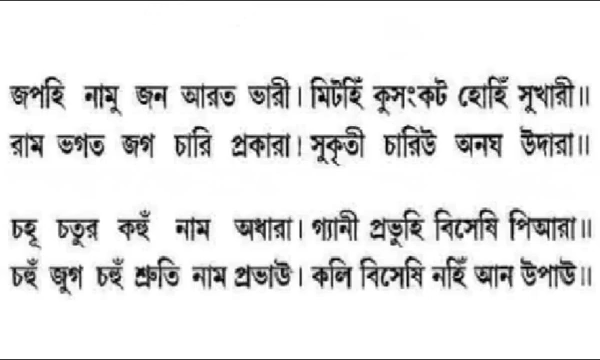 জপহি নামু জন আরত ভারী। মিটহিঁ কুসংকট হোহিঁ সুখারী॥
রাম ভগত জগ চারি প্রকারা। সুকৃতী চারিউ অনঘ উদারা॥
চহূ চতুর কহুঁ নাম অধারা। গ্যানী প্রভুহি বিসেষি পিআরা॥
চহুঁ জুগ চহুঁ শ্রুতি নাম প্রভাউ। কলি বিসেষি নহিঁ আন উপাউ॥